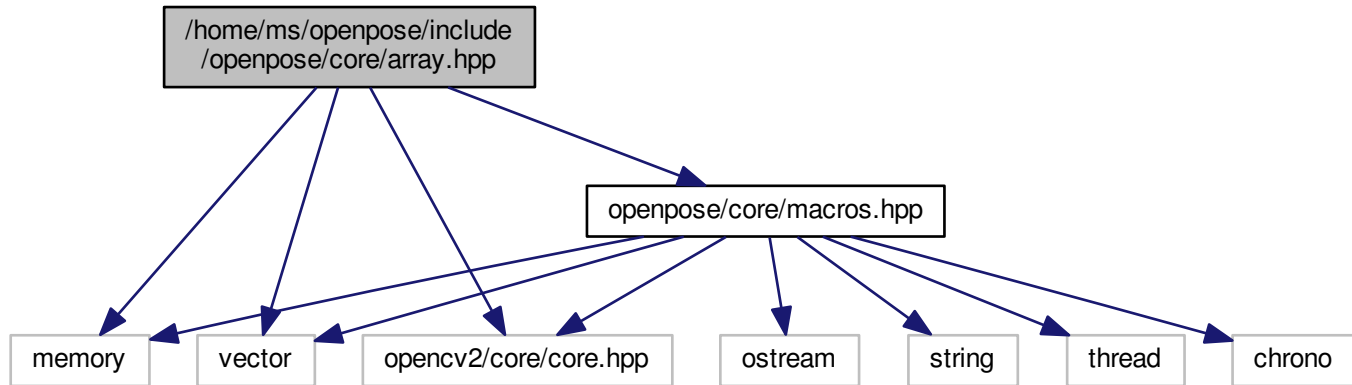 /home/ms/openpose/include
/openpose/core/array.hpp
openpose/core/macros.hpp
memory
vector
opencv2/core/core.hpp
ostream
string
thread
chrono